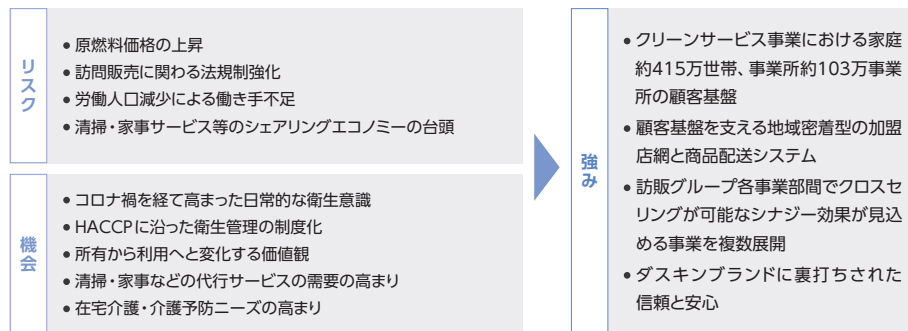 リスク
● 原燃料価格の上昇
● 訪問販売に関わる法規制強化
● 労働人口減少による働き手不足
● 清掃・家事サービス等のシェアリングエコノミーの台頭
機会
● コロナ禍を経て高まった日常的な衛生意識
● HACCPに沿った衛生管理の制度化
● 所有から利用へと変化する価値観
● 清掃・家事などの代行サービスの需要の高まり
● 在宅介護・介護予防ニーズの高まり
強み
● クリーンサービス事業における家庭
約415万世帯、事業所約103万事業
所の顧客基盤
● 顧客基盤を支える地域密着型の加盟
店網と商品配送システム
● 訪販グループ各事業部間でクロスセ
リングが可能なシナジー効果が見込
める事業を複数展開
● ダスキンブランドに裏打ちされた
信頼と安心